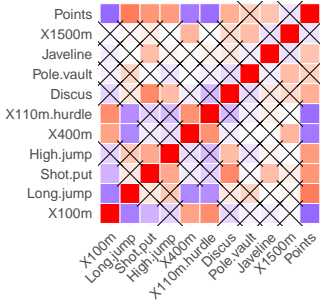 Points
X1500m
Javeline
Pole.vault
Discus
X110m.hurdle
X400m
High.jump
Shot.put
Long.jump
X100m
X100m
Long.jump
Shot.put
High.jump
X400m
X110m.hurdle
Discus
Pole.vault
Javeline
X1500m
Points